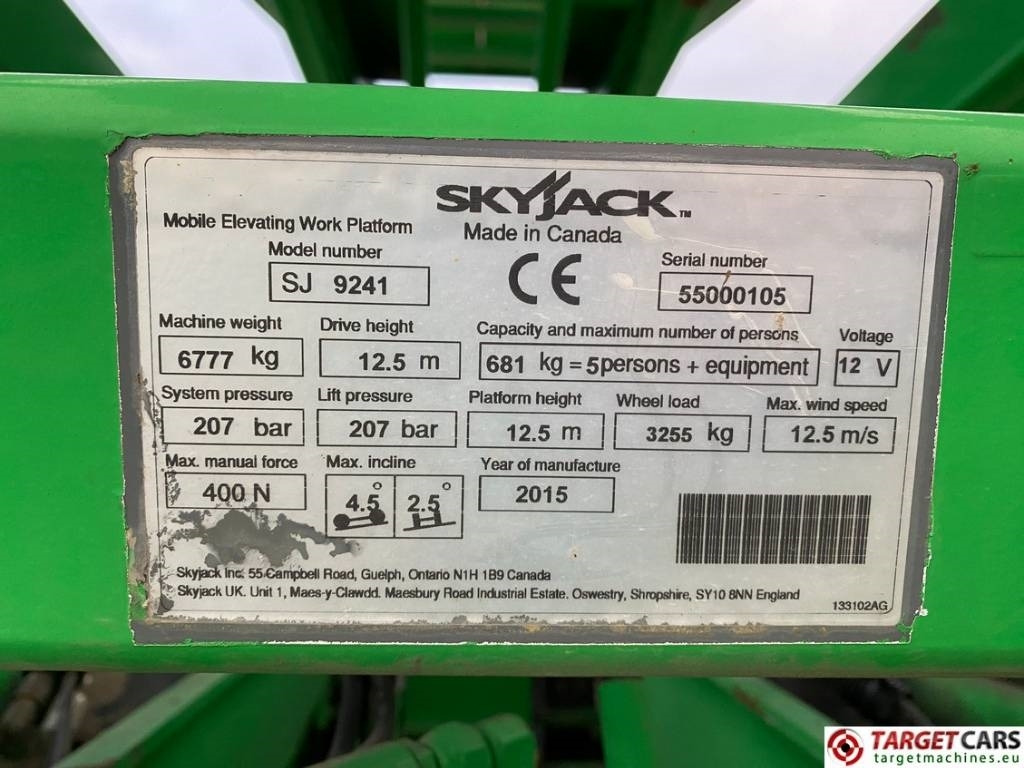 SKYJACK™
Mobile Elevating Work Platform
Made in Canada
Model number
SJ 9241
CE
Serial number
55000105
Machine weight Drive height Capacity and maximum number of persons Voltage
6777 kg 12.5 m 681 kg = 5persons + equipment 12 V
System pressure Lift pressure Platform height Wheel load Max. wind speed
207 bar 207 bar 12.5 m 3255 kg 12.5 m/s
Max. manual force Max. incline Year of manufacture
400 N 4.5° 2.5° 2015
Skyjack Inc. 55 Campbell Road, Guelph, Ontario N1H 1B9 Canada
Skyjack UK. Unit 1, Maes-y-Clawdd. Maesbury Road Industrial Estate. Oswestry, Shropshire, SY10 8NN England
133102AG
TARGETCARS
targetmachines.eu